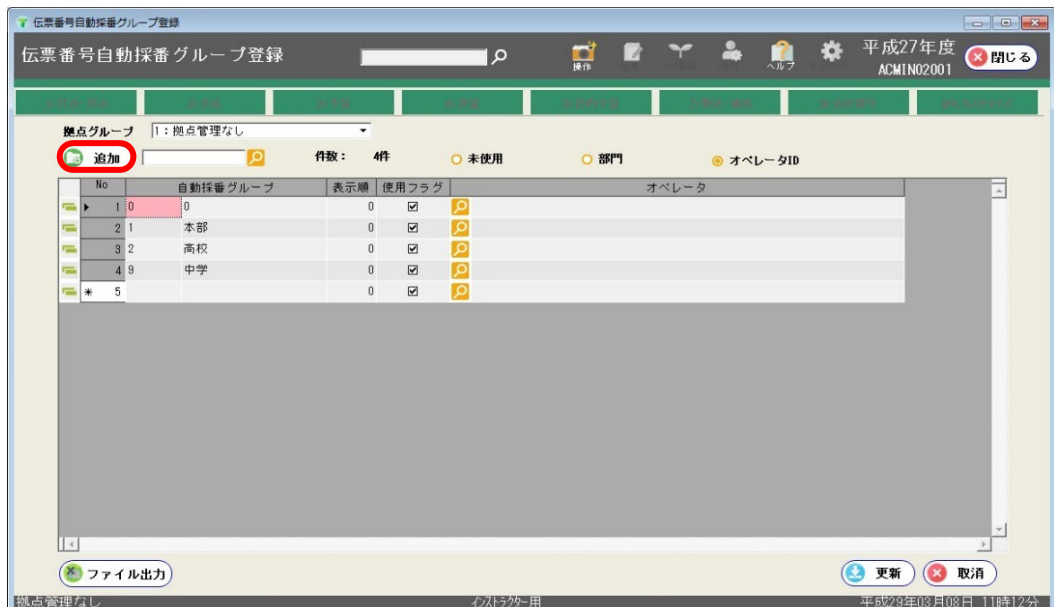 伝票番号自動採番グループ登録
伝票番号自動採番グループ登録 操作 ヘルプ 平成27年度 ACMIN02001 閉じる
拠点グループ 1：拠点管理なし
追加 件数： 4件 未使用 部門 オペレータID
No 自動採番グループ 表示順 使用フラグ オペレータ
1 0 0 0
2 1 本部 0
3 2 高校 0
4 9 中学 0
* 5 0
ファイル出力 更新 取消
拠点管理なし インストラクター用 平成29年03月08日 11時12分